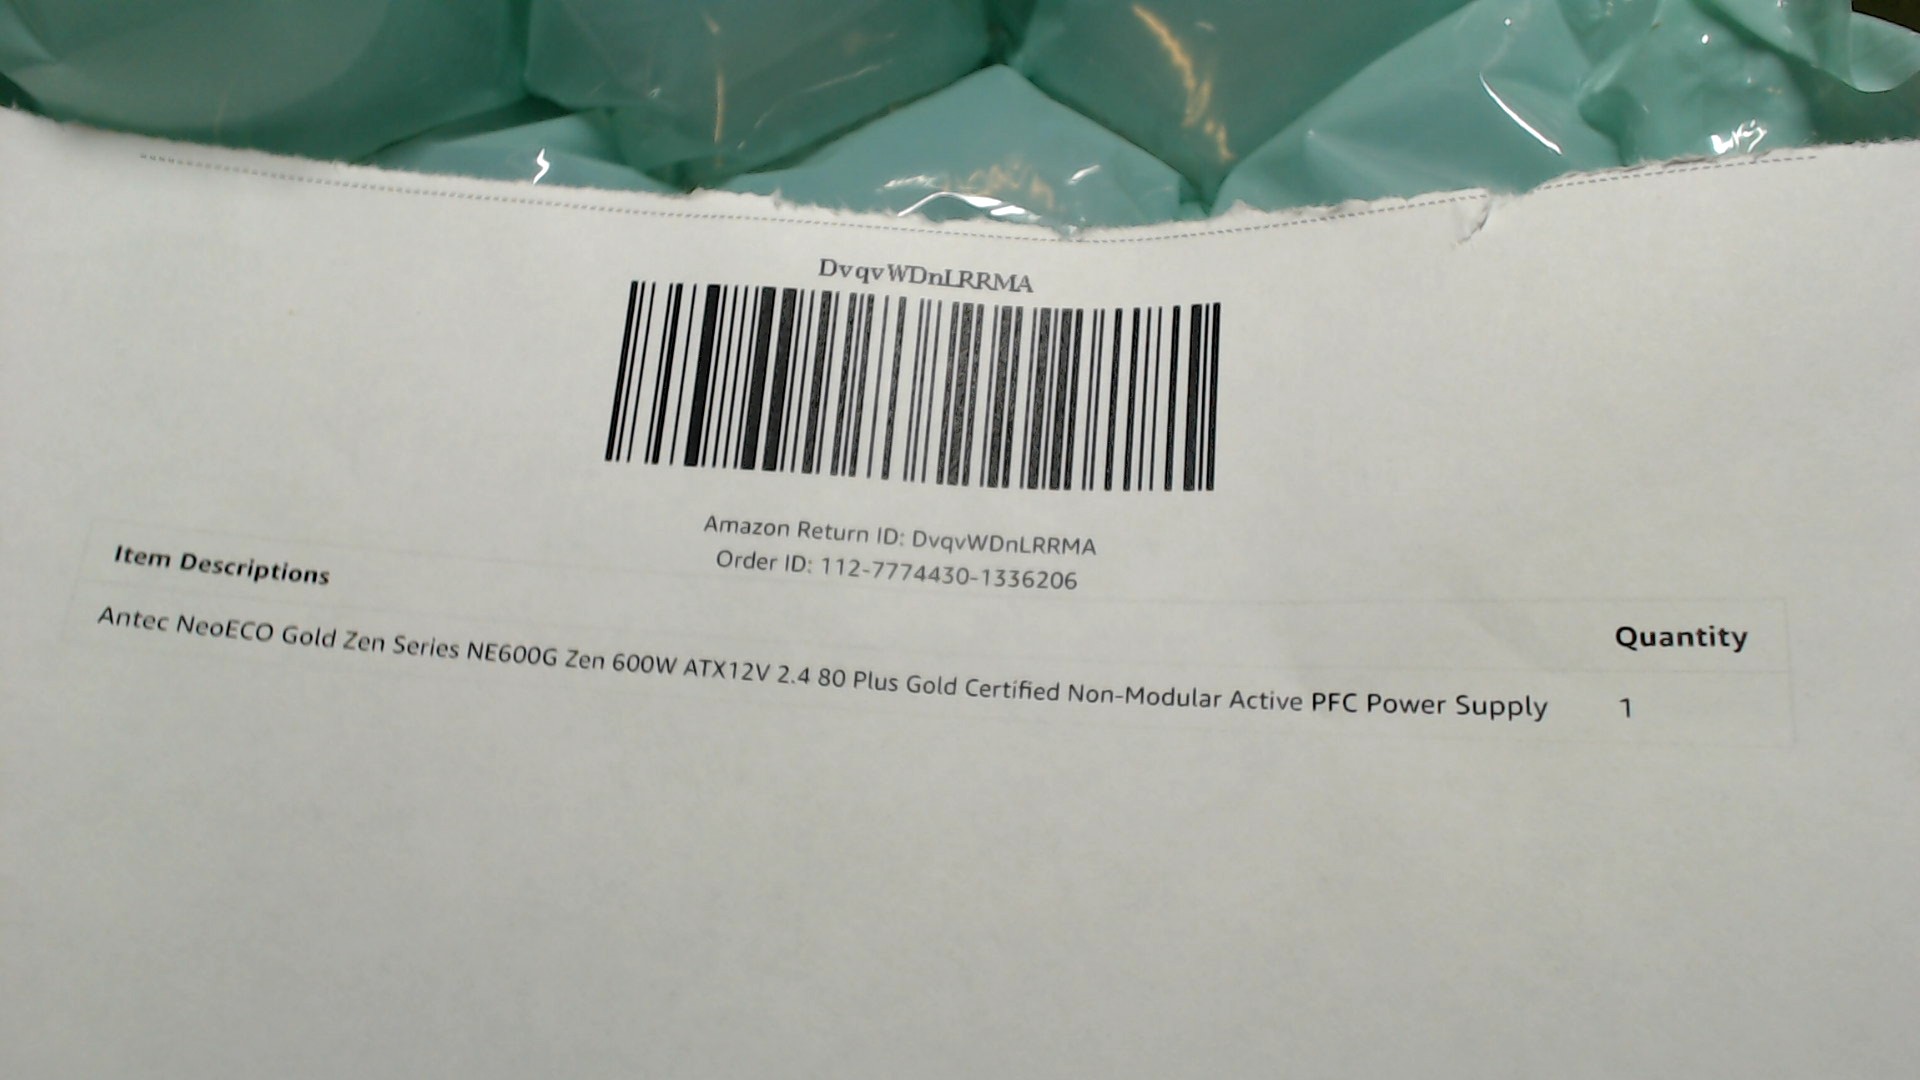 DvqvWDnLRRMA
Amazon Return ID: DvqvWDnLRRMA
Order ID: 112-7774430-1336206
Item Descriptions Quantity
Antec NeoECO Gold Zen Series NE600G Zen 600W ATX12V 2.4 80 Plus Gold Certified Non-Modular Active PFC Power Supply 1